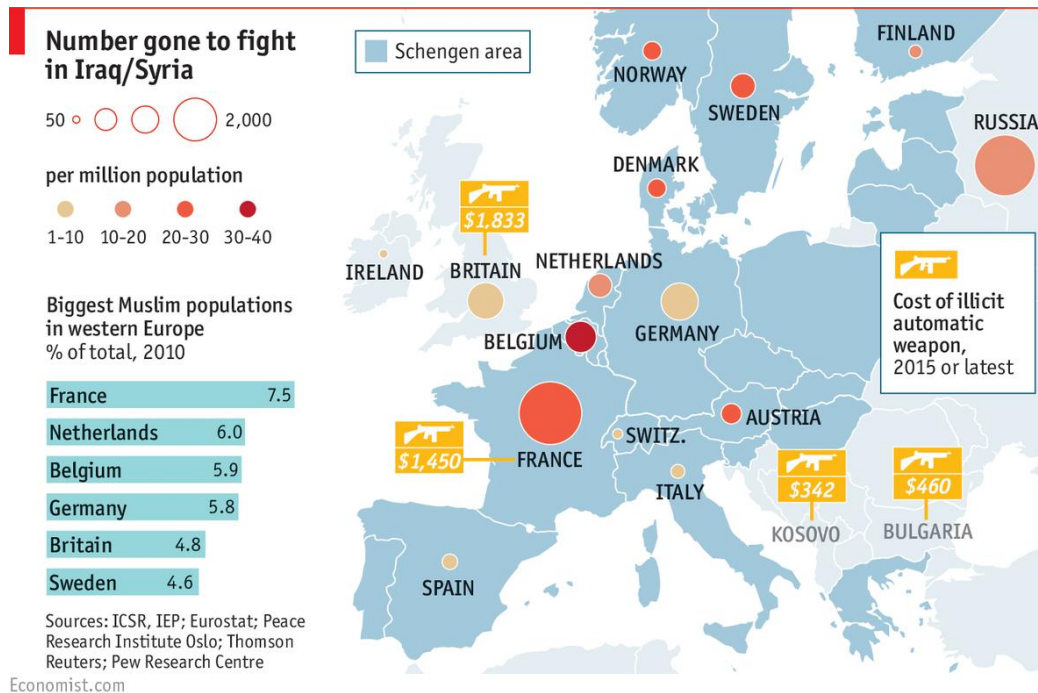 Number gone to fight
in Iraq/Syria
50
2,000
per million population
1-10
10-20
20-30
30-40
Biggest Muslim populations
in western Europe
% of total, 2010
France 7.5
Netherlands 6.0
Belgium 5.9
Germany 5.8
Britain 4.8
Sweden 4.6
Sources: ICSR, IEP; Eurostat; Peace
Research Institute Oslo; Thomson
Reuters; Pew Research Centre
Economist.com
Schengen area
FINLAND
NORWAY
SWEDEN
RUSSIA
DENMARK
$1,833
IRELAND
BRITAIN
NETHERLANDS
BELGIUM
GERMANY
Cost of illicit
automatic
weapon,
2015 or latest
$1,450
FRANCE
SWITZ.
AUSTRIA
ITALY
$342
KOSOVO
$460
BULGARIA
SPAIN